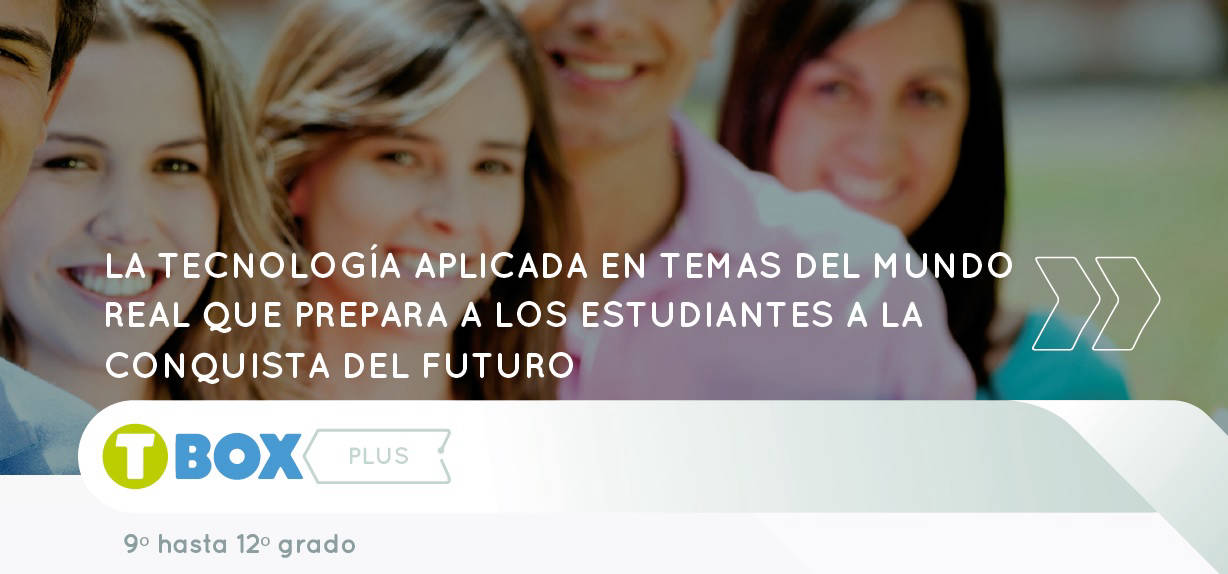 LA TECNOLOGÍA APLICADA EN TEMAS DEL MUNDO
REAL QUE PREPARA A LOS ESTUDIANTES A LA
CONQUISTA DEL FUTURO
T BOX PLUS
9º hasta 12º grado